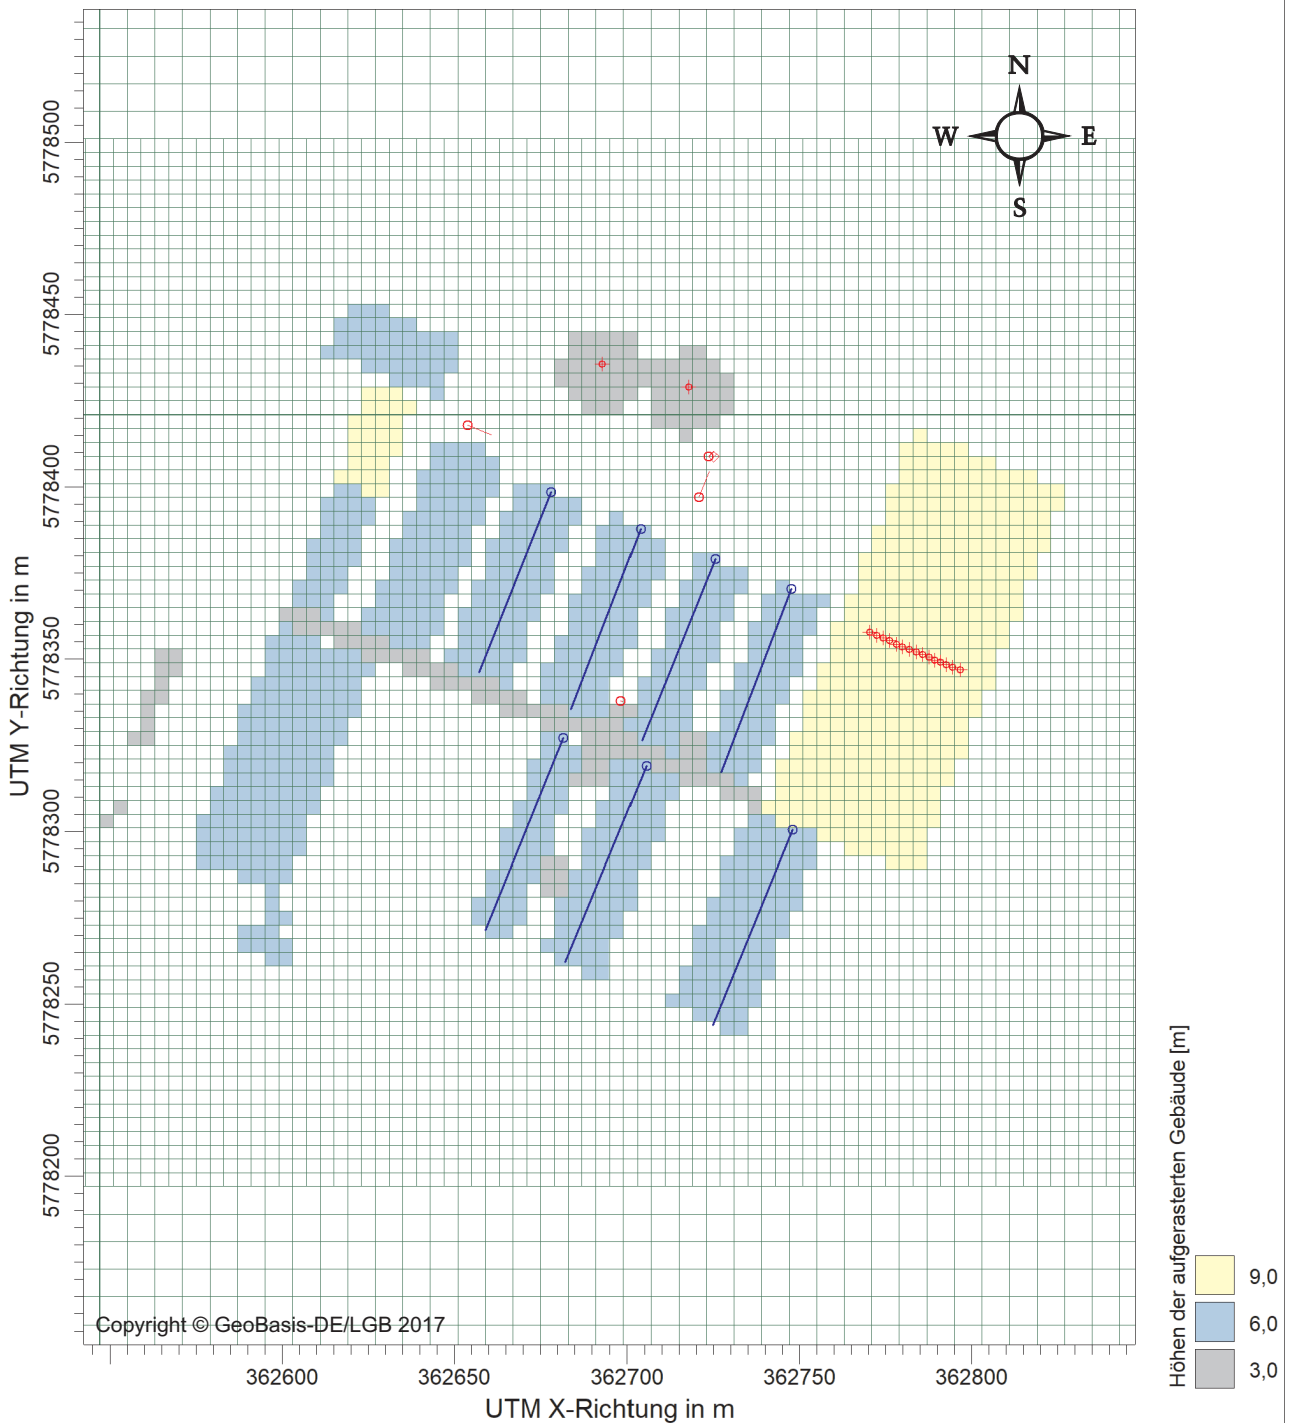 N
W E
S
5778500
5778450
5778400
5778350
5778300
5778250
5778200
UTM Y-Richtung in m
Copyright © GeoBasis-DE/LGB 2017
362600 362650 362700 362750 362800
UTM X-Richtung in m
Höhen der aufgerasterten Gebäude [m]
9,0
6,0
3,0